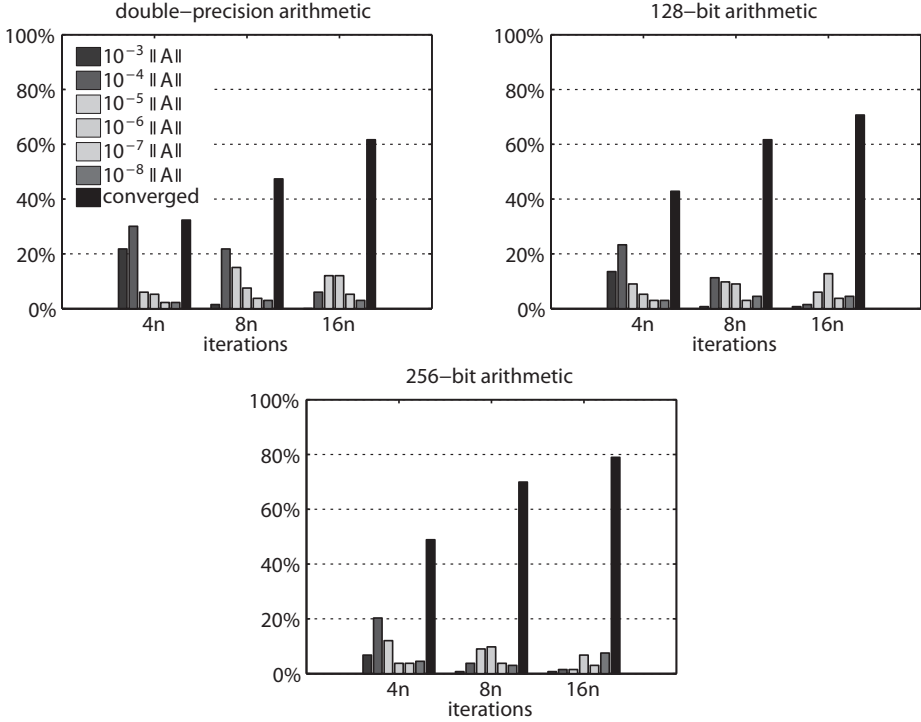 double−precision arithmetic
100%
80%
60%
40%
20%
0%
10⁻³ ‖A‖
10⁻⁴ ‖A‖
10⁻⁵ ‖A‖
10⁻⁶ ‖A‖
10⁻⁷ ‖A‖
10⁻⁸ ‖A‖
converged
4n 8n 16n
iterations
128−bit arithmetic
100%
80%
60%
40%
20%
0%
4n 8n 16n
iterations
256−bit arithmetic
100%
80%
60%
40%
20%
0%
4n 8n 16n
iterations